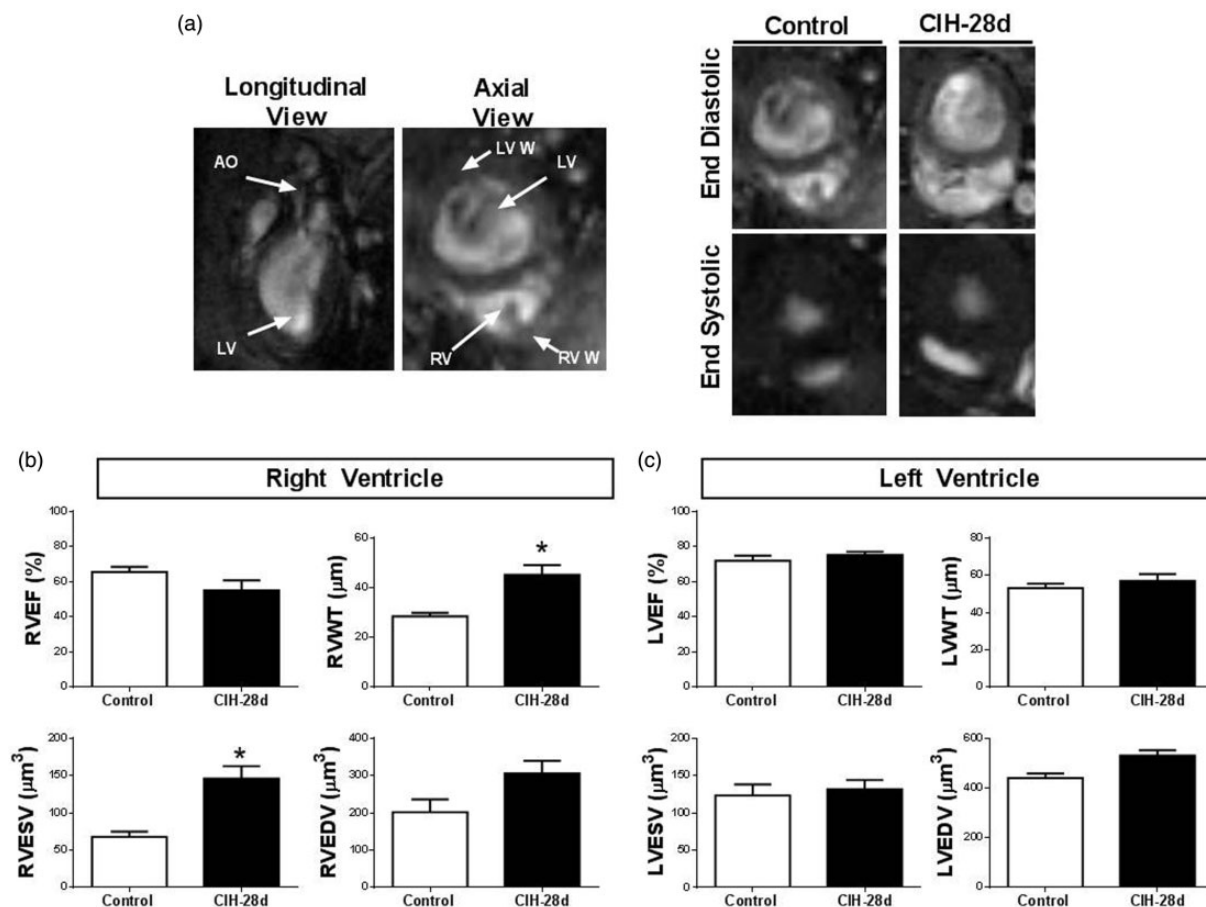 (a)
Longitudinal
View
AO
LV
Axial
View
LV W
LV
RV
RV W
Control
CIH-28d
End Diastolic
End Systolic
(b)
Right Ventricle
RVEF (%)
100
80
60
40
20
0
Control
CIH-28d
RVWT (μm)
60
40
20
0
*
Control
CIH-28d
RVESV (μm³)
200
150
100
50
0
*
Control
CIH-28d
RVEDV (μm³)
400
300
200
100
0
Control
CIH-28d
(c)
Left Ventricle
LVEF (%)
100
80
60
40
20
0
Control
CIH-28d
LVWT (μm)
80
60
40
20
0
Control
CIH-28d
LVESV (μm³)
200
150
100
50
0
Control
CIH-28d
LVEDV (μm³)
600
400
200
0
Control
CIH-28d